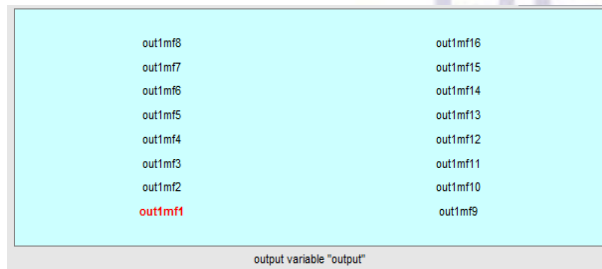 out1mf8 out1mf16
out1mf7 out1mf15
out1mf6 out1mf14
out1mf5 out1mf13
out1mf4 out1mf12
out1mf3 out1mf11
out1mf2 out1mf10
out1mf1 out1mf9
output variable "output"